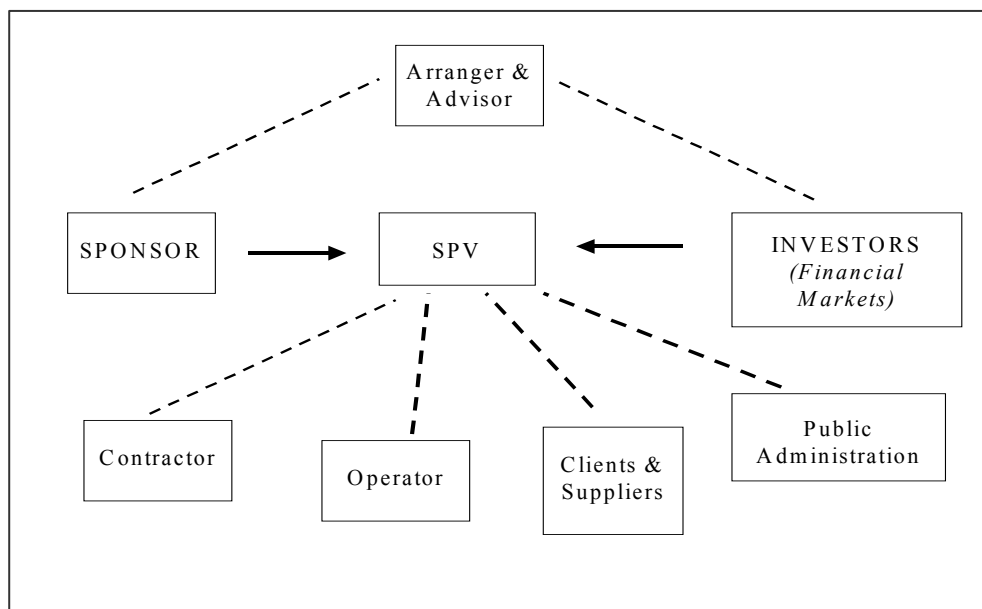 Arranger &
Advisor
SPONSOR
SPV
INVESTORS
(Financial
Markets)
Contractor
Operator
Clients &
Suppliers
Public
Administration